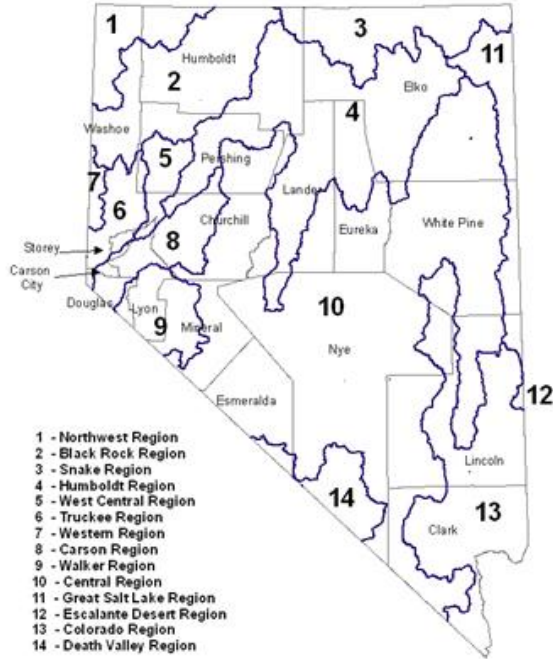 1
3
11
Humboldt
2
Elko
4
Washoe
5
Pershing
7
Lander
6
Churchill
White Pine
Storey
8
Eureka
Carson
City
10
Douglas
Lyon
9
Mineral
Nye
12
Esmeralda
Lincoln
14
13
Clark
1 - Northwest Region
2 - Black Rock Region
3 - Snake Region
4 - Humboldt Region
5 - West Central Region
6 - Truckee Region
7 - Western Region
8 - Carson Region
9 - Walker Region
10 - Central Region
11 - Great Salt Lake Region
12 - Escalante Desert Region
13 - Colorado Region
14 - Death Valley Region